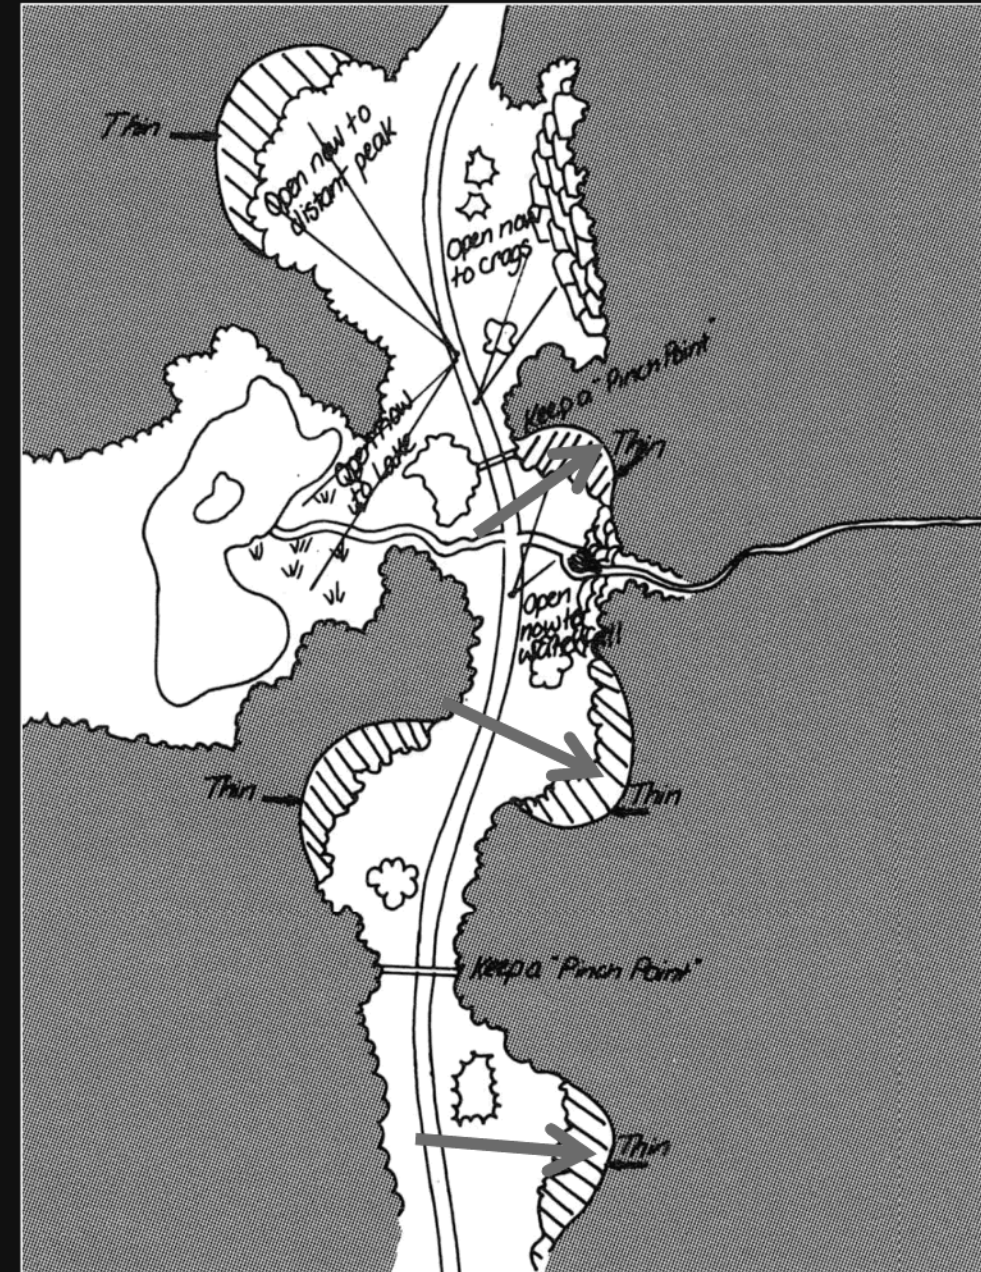 Thin
Open now to
distant peak
Open now
to crags
Keep a "Pinch Point"
Thin
Open now
to Lake
Open
now to
waterfall
Thin
Thin
Keep a "Pinch Point"
Thin